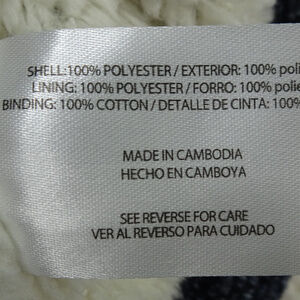 SHELL:100% POLYESTER / EXTERIOR: 100% poli
LINING: 100% POLYESTER / FORRO: 100% polie
BINDING: 100% COTTON / DETALLE DE CINTA: 100%
MADE IN CAMBODIA
HECHO EN CAMBOYA
SEE REVERSE FOR CARE
VER AL REVERSO PARA CUIDADO